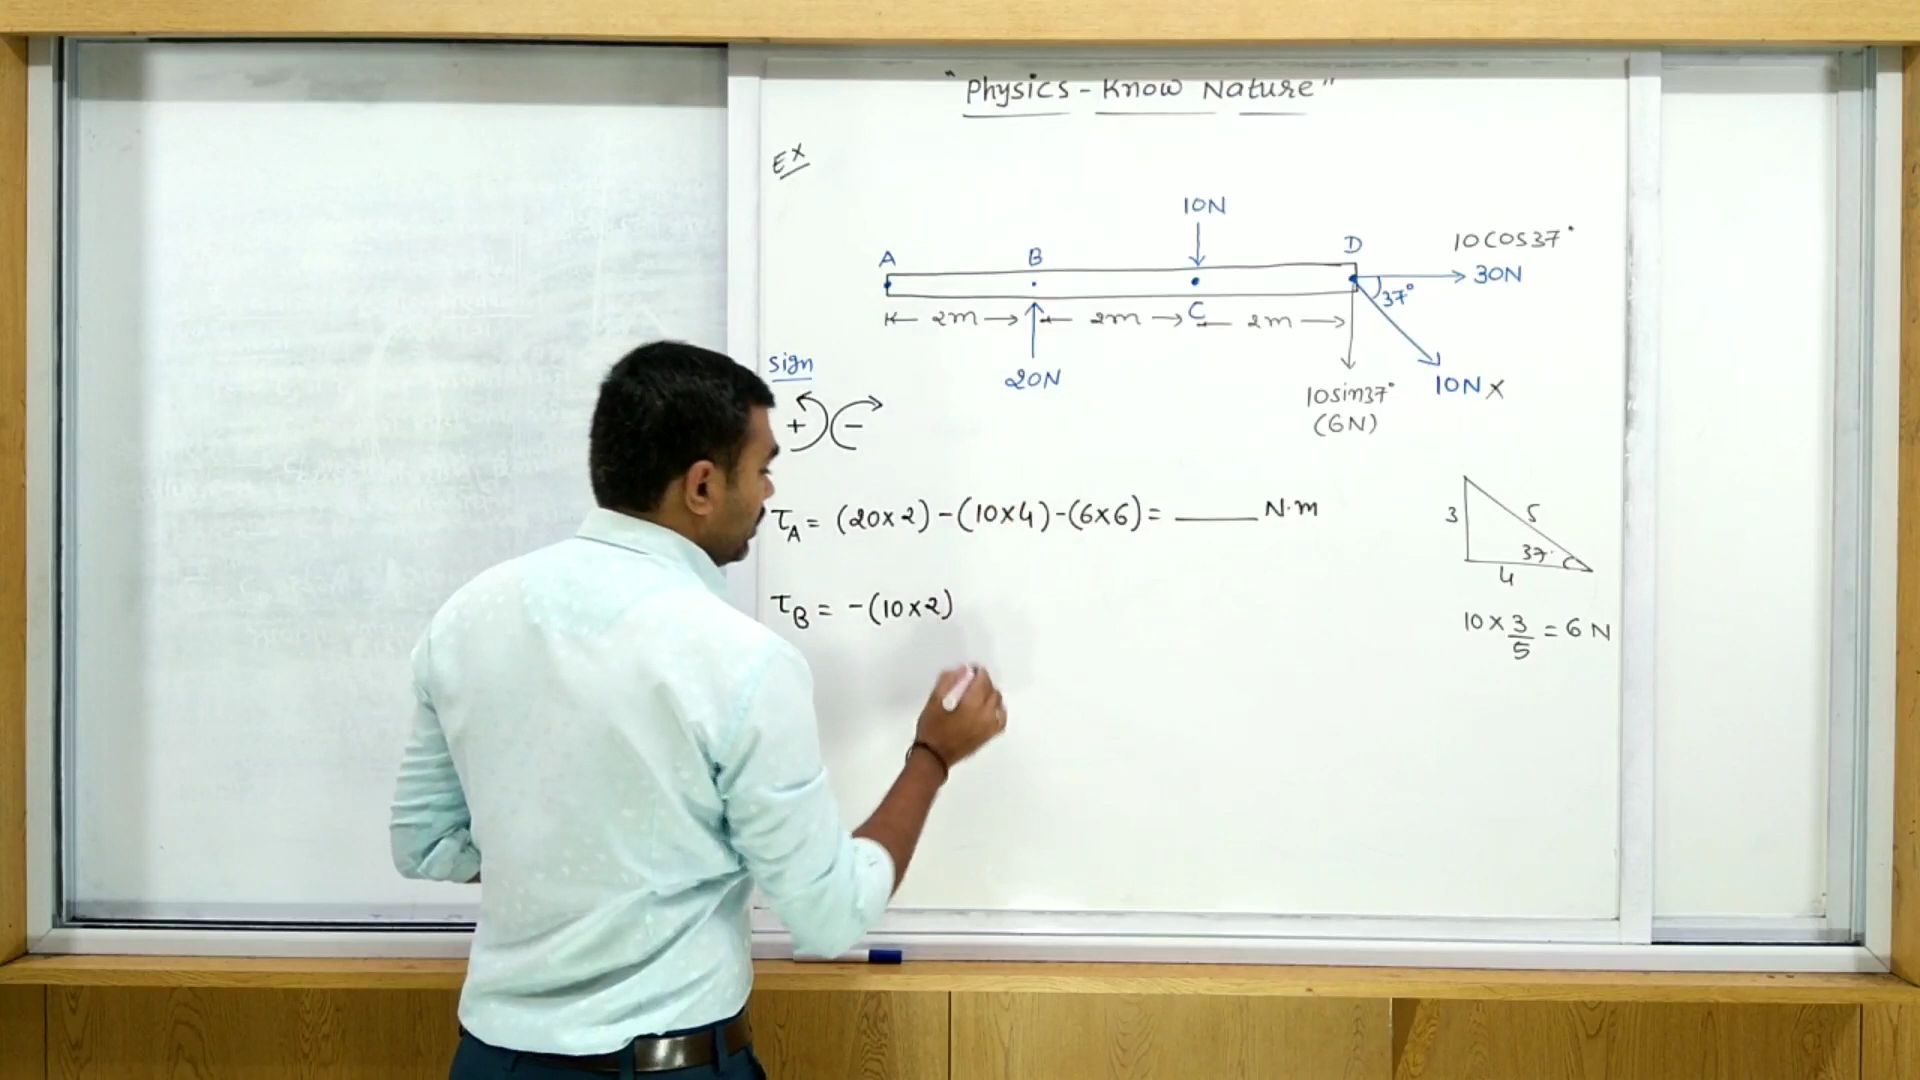 "Physics - Know Nature"
Ex
10N
10cos37°
A B D
30N
37°
C
2m 2m 2m
20N
10sin37°
(6N)
10N X
sign
+ -
τA = (20×2) -(10×4) -(6×6) = ______ N·m
τB = -(10×2)
3 5
37°
4
10 × 3/5 = 6 N